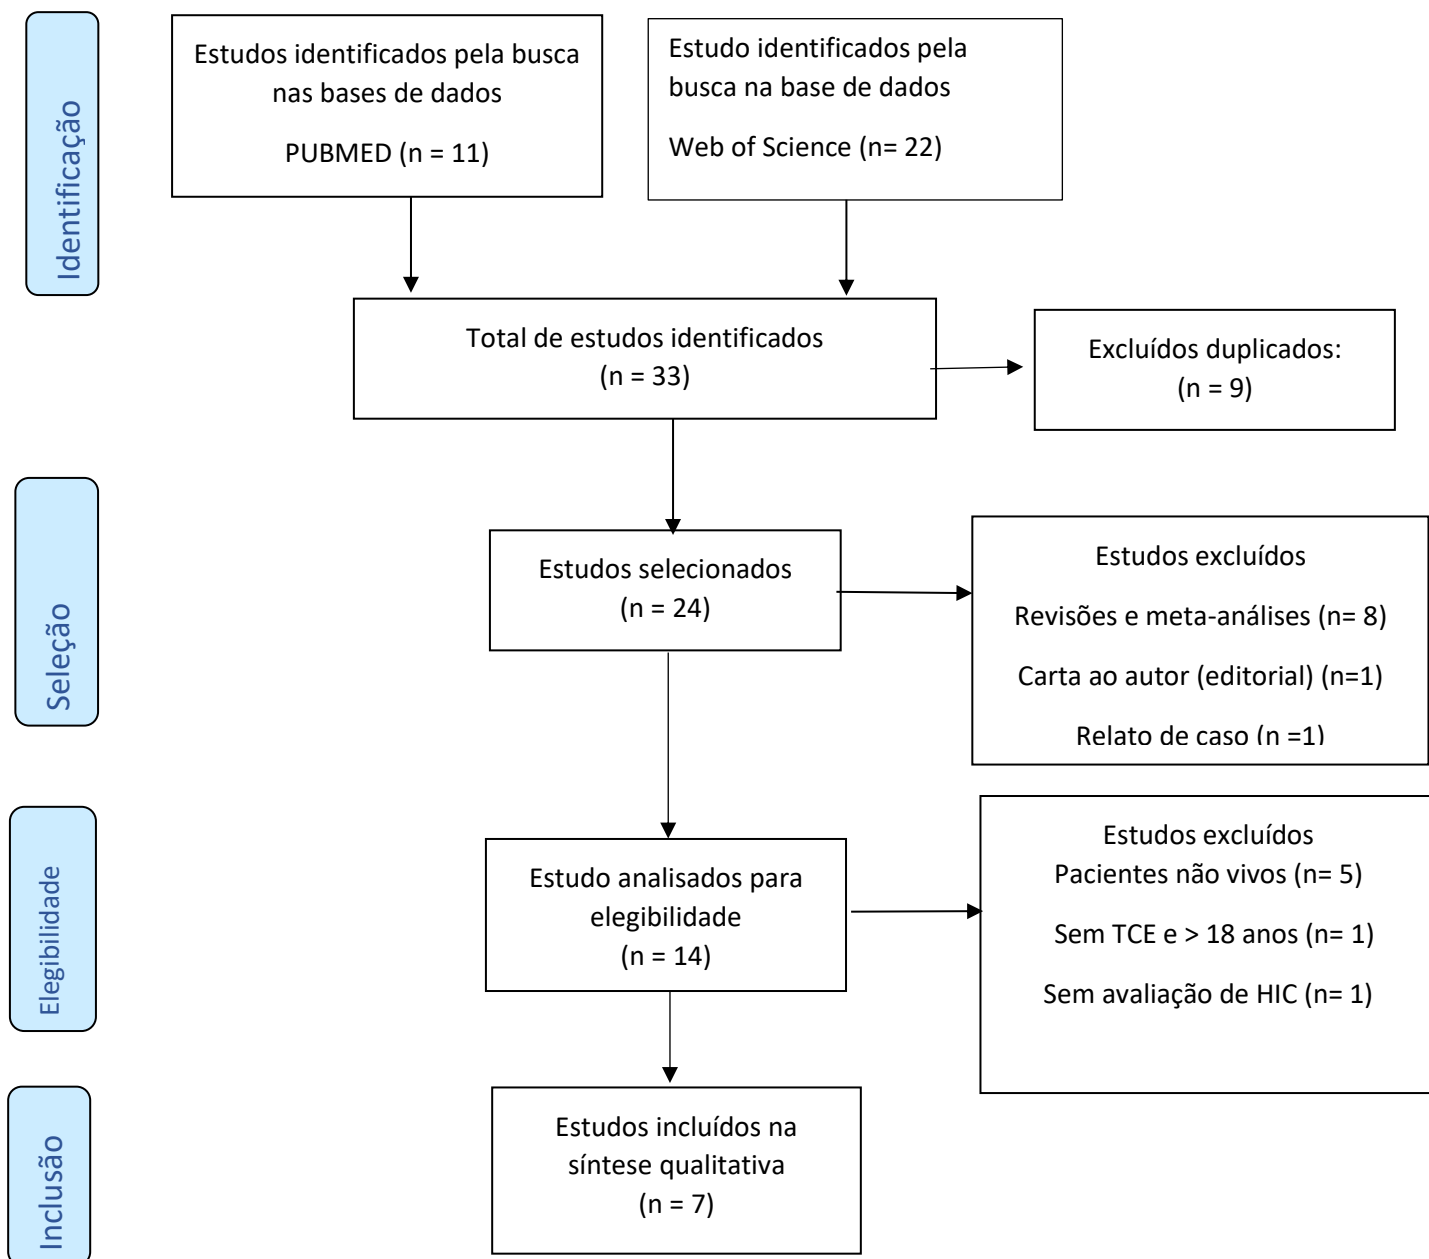 Identificação
Estudos identificados pela busca
nas bases de dados
PUBMED (n = 11)
Estudo identificados pela
busca na base de dados
Web of Science (n= 22)
Total de estudos identificados
(n = 33)
Excluídos duplicados:
(n = 9)
Seleção
Estudos selecionados
(n = 24)
Estudos excluídos
Revisões e meta-análises (n= 8)
Carta ao autor (editorial) (n=1)
Relato de caso (n =1)
Elegibilidade
Estudo analisados para
elegibilidade
(n = 14)
Estudos excluídos
Pacientes não vivos (n= 5)
Sem TCE e > 18 anos (n= 1)
Sem avaliação de HIC (n= 1)
Inclusão
Estudos incluídos na
síntese qualitativa
(n = 7)